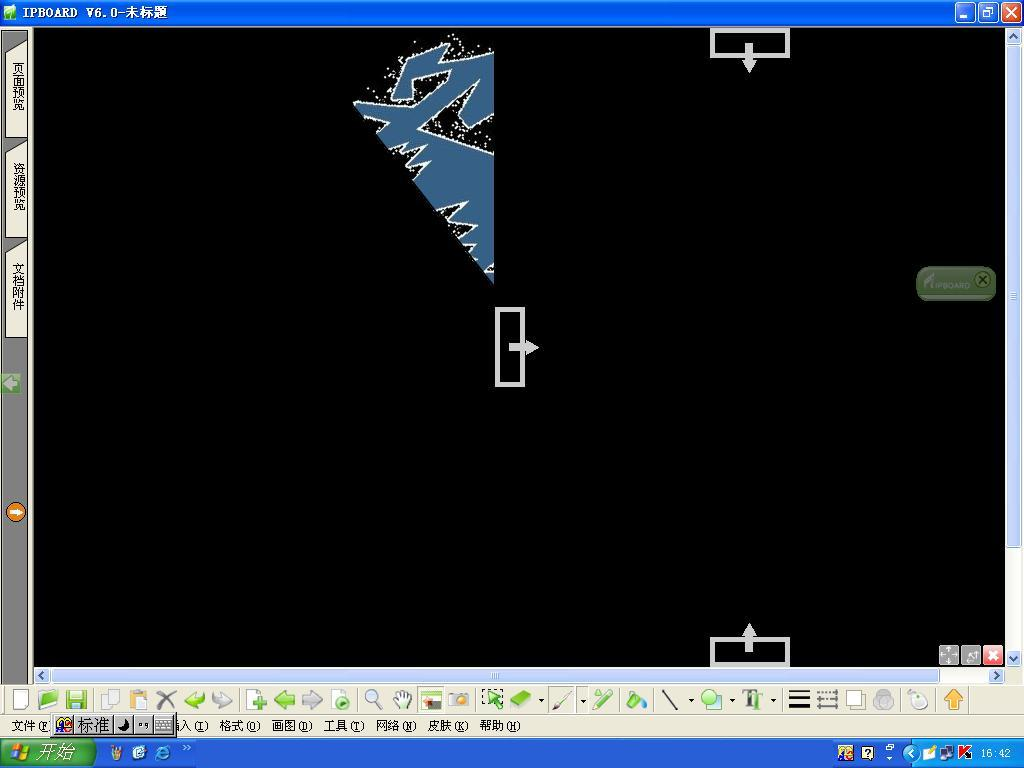 IPBOARD V6.0-未标题
页面预览
资源预览
文档附件
IPBOARD
文件(F
标准
入(I)
格式(O)
画图(D)
工具(T)
网络(N)
皮肤(K)
帮助(H)
开始
16:42